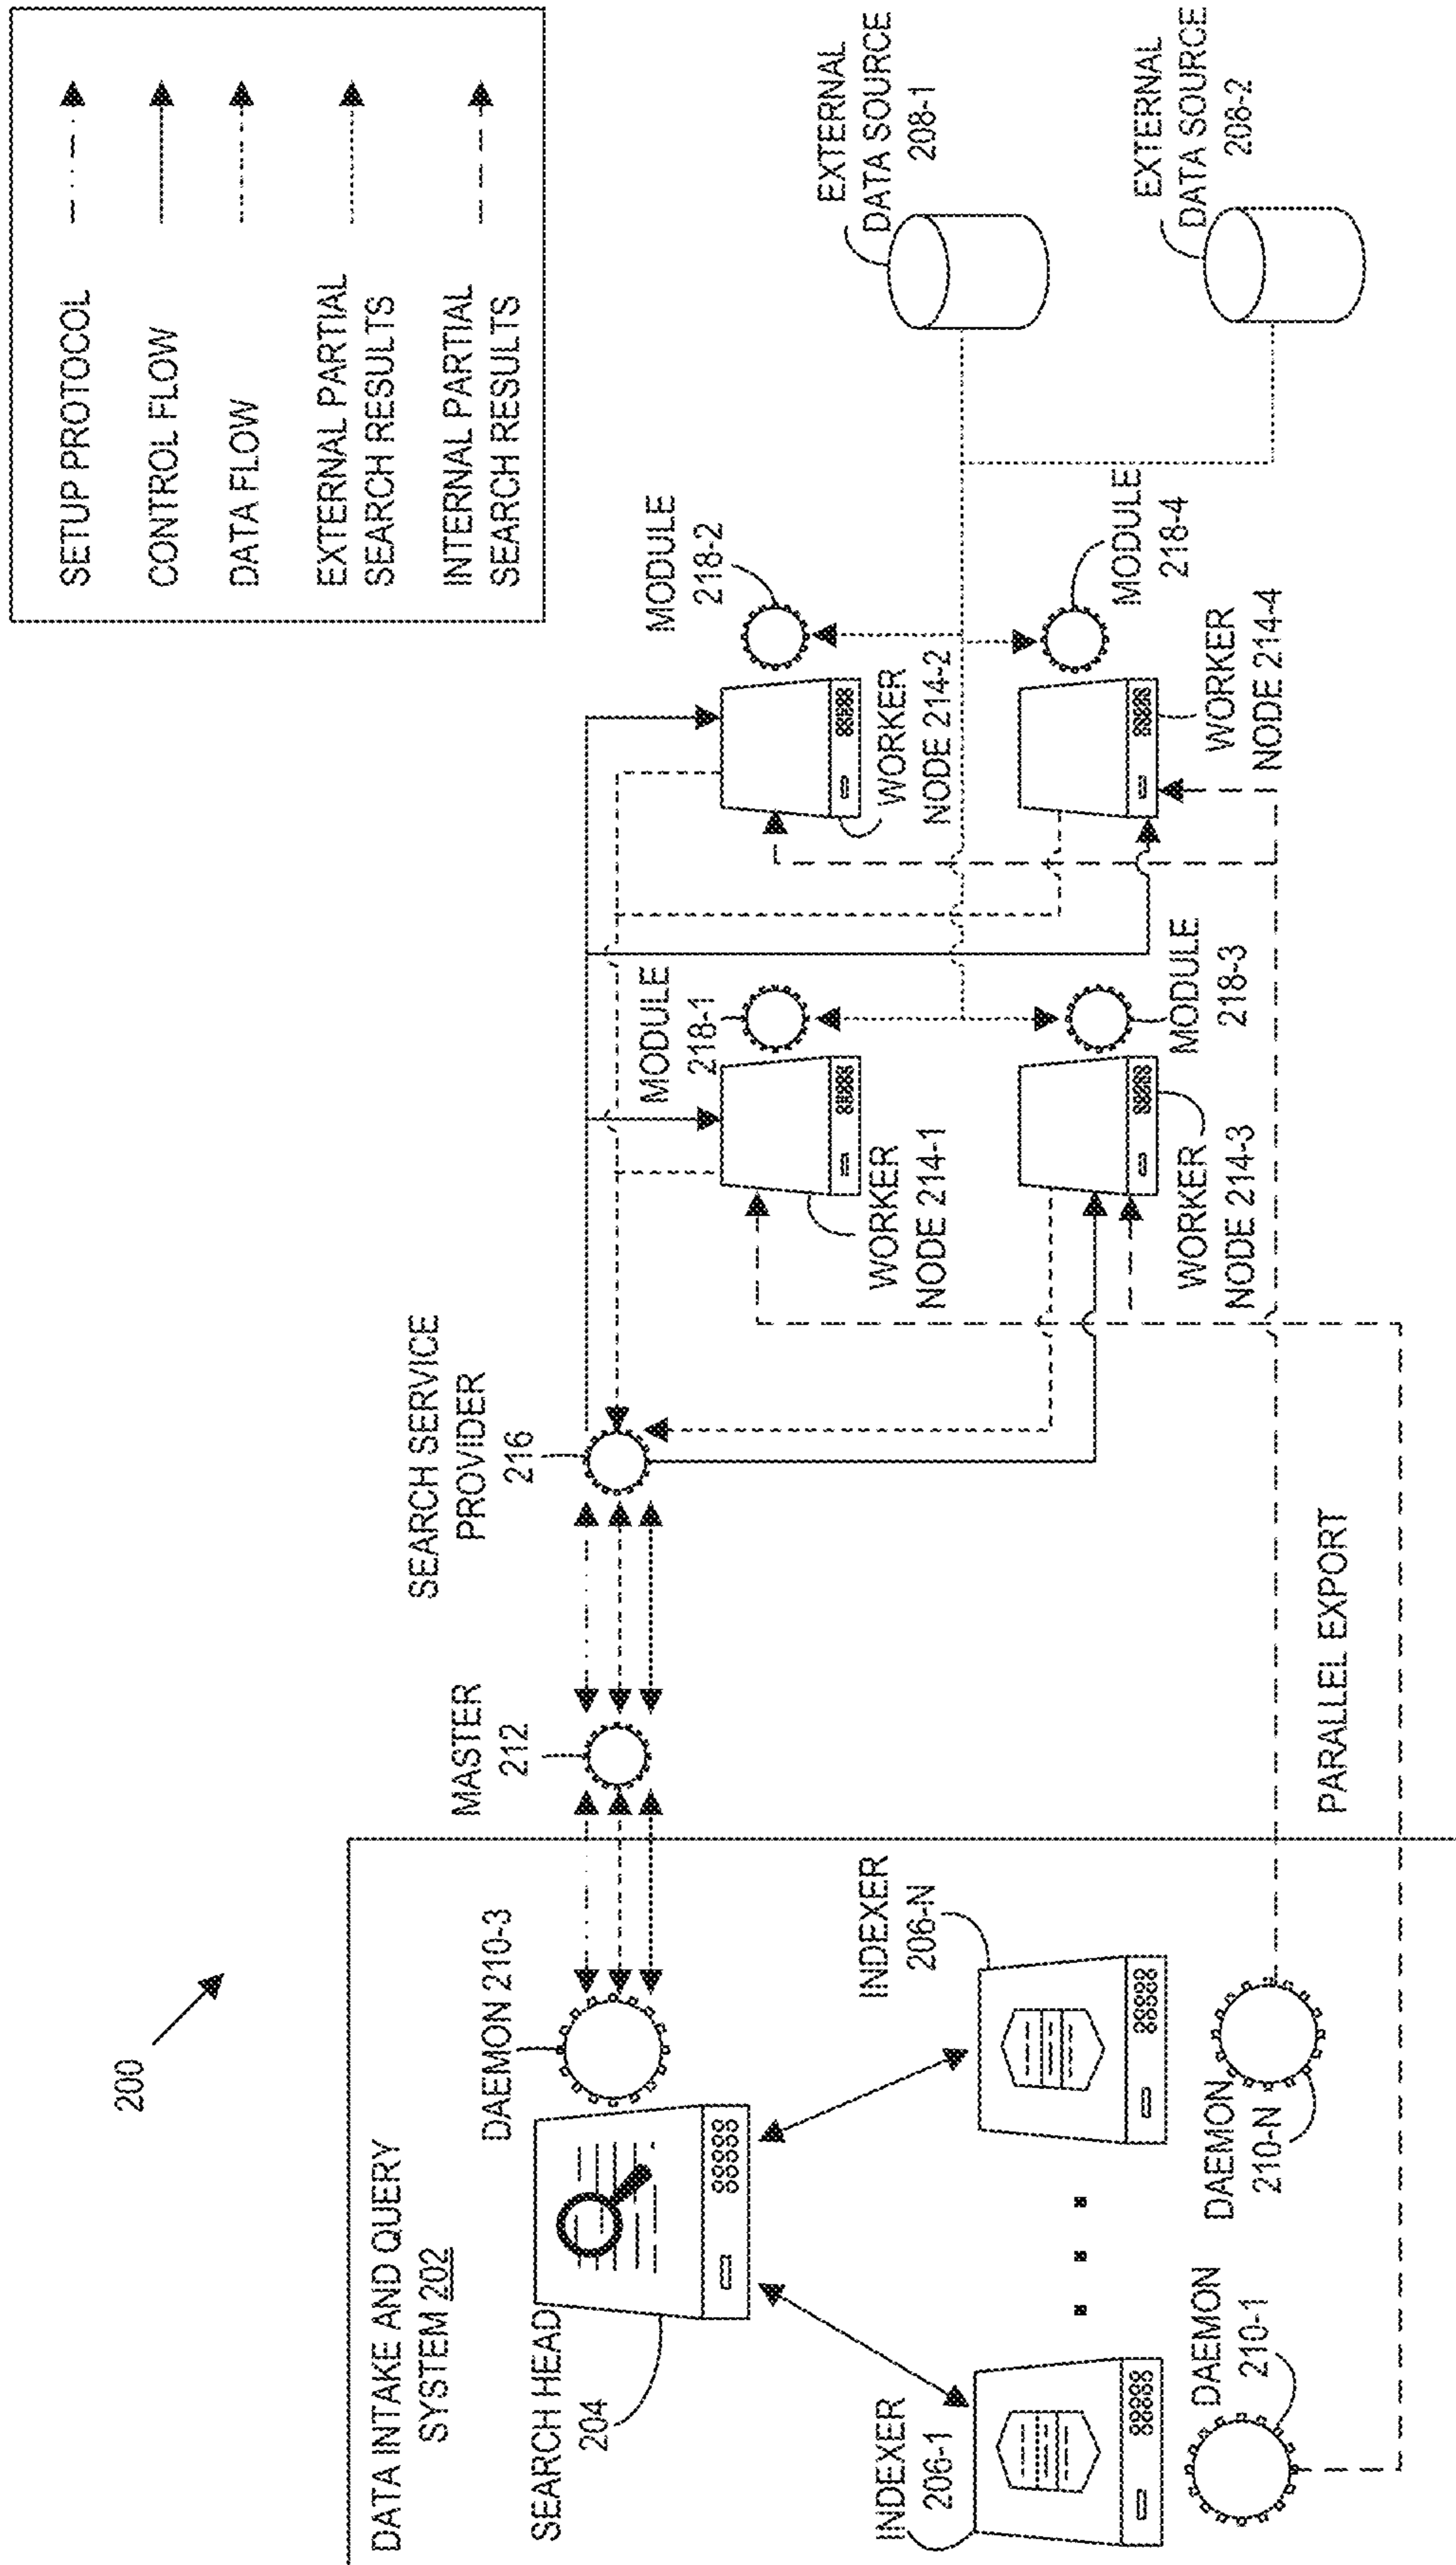 200
DATA INTAKE AND QUERY
SYSTEM 202
SEARCH HEAD
204
DAEMON 210-3
INDEXER
206-1
INDEXER
206-N
DAEMON
210-1
DAEMON
210-N
MASTER
212
SEARCH SERVICE
PROVIDER
216
PARALLEL EXPORT
MODULE
218-1
WORKER
NODE 214-1
MODULE
218-2
WORKER
NODE 214-2
WORKER
NODE 214-3
MODULE
218-3
WORKER
NODE 214-4
MODULE
218-4
EXTERNAL
DATA SOURCE
208-1
EXTERNAL
DATA SOURCE
208-2
SETUP PROTOCOL
CONTROL FLOW
DATA FLOW
EXTERNAL PARTIAL
SEARCH RESULTS
INTERNAL PARTIAL
SEARCH RESULTS